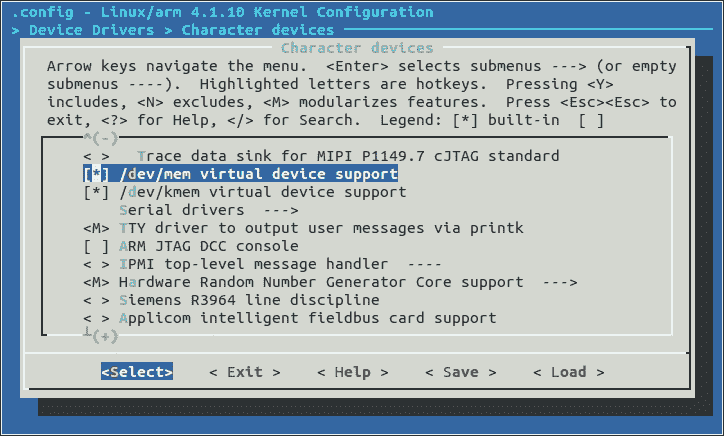 .config - Linux/arm 4.1.10 Kernel Configuration
> Device Drivers > Character devices
Character devices
Arrow keys navigate the menu.  <Enter> selects submenus ---> (or empty
submenus ----).  Highlighted letters are hotkeys.  Pressing <Y>
includes, <N> excludes, <M> modularizes features.  Press <Esc><Esc> to
exit, <?> for Help, </> for Search.  Legend: [*] built-in  [ ]
^(-)
< >   Trace data sink for MIPI P1149.7 cJTAG standard
[*] /dev/mem virtual device support
[*] /dev/kmem virtual device support
Serial drivers  --->
<M> TTY driver to output user messages via printk
[ ] ARM JTAG DCC console
< > IPMI top-level message handler  ----
<M> Hardware Random Number Generator Core support  --->
< > Siemens R3964 line discipline
< > Applicom intelligent fieldbus card support
┴(+)
<Select>    < Exit >    < Help >    < Save >    < Load >